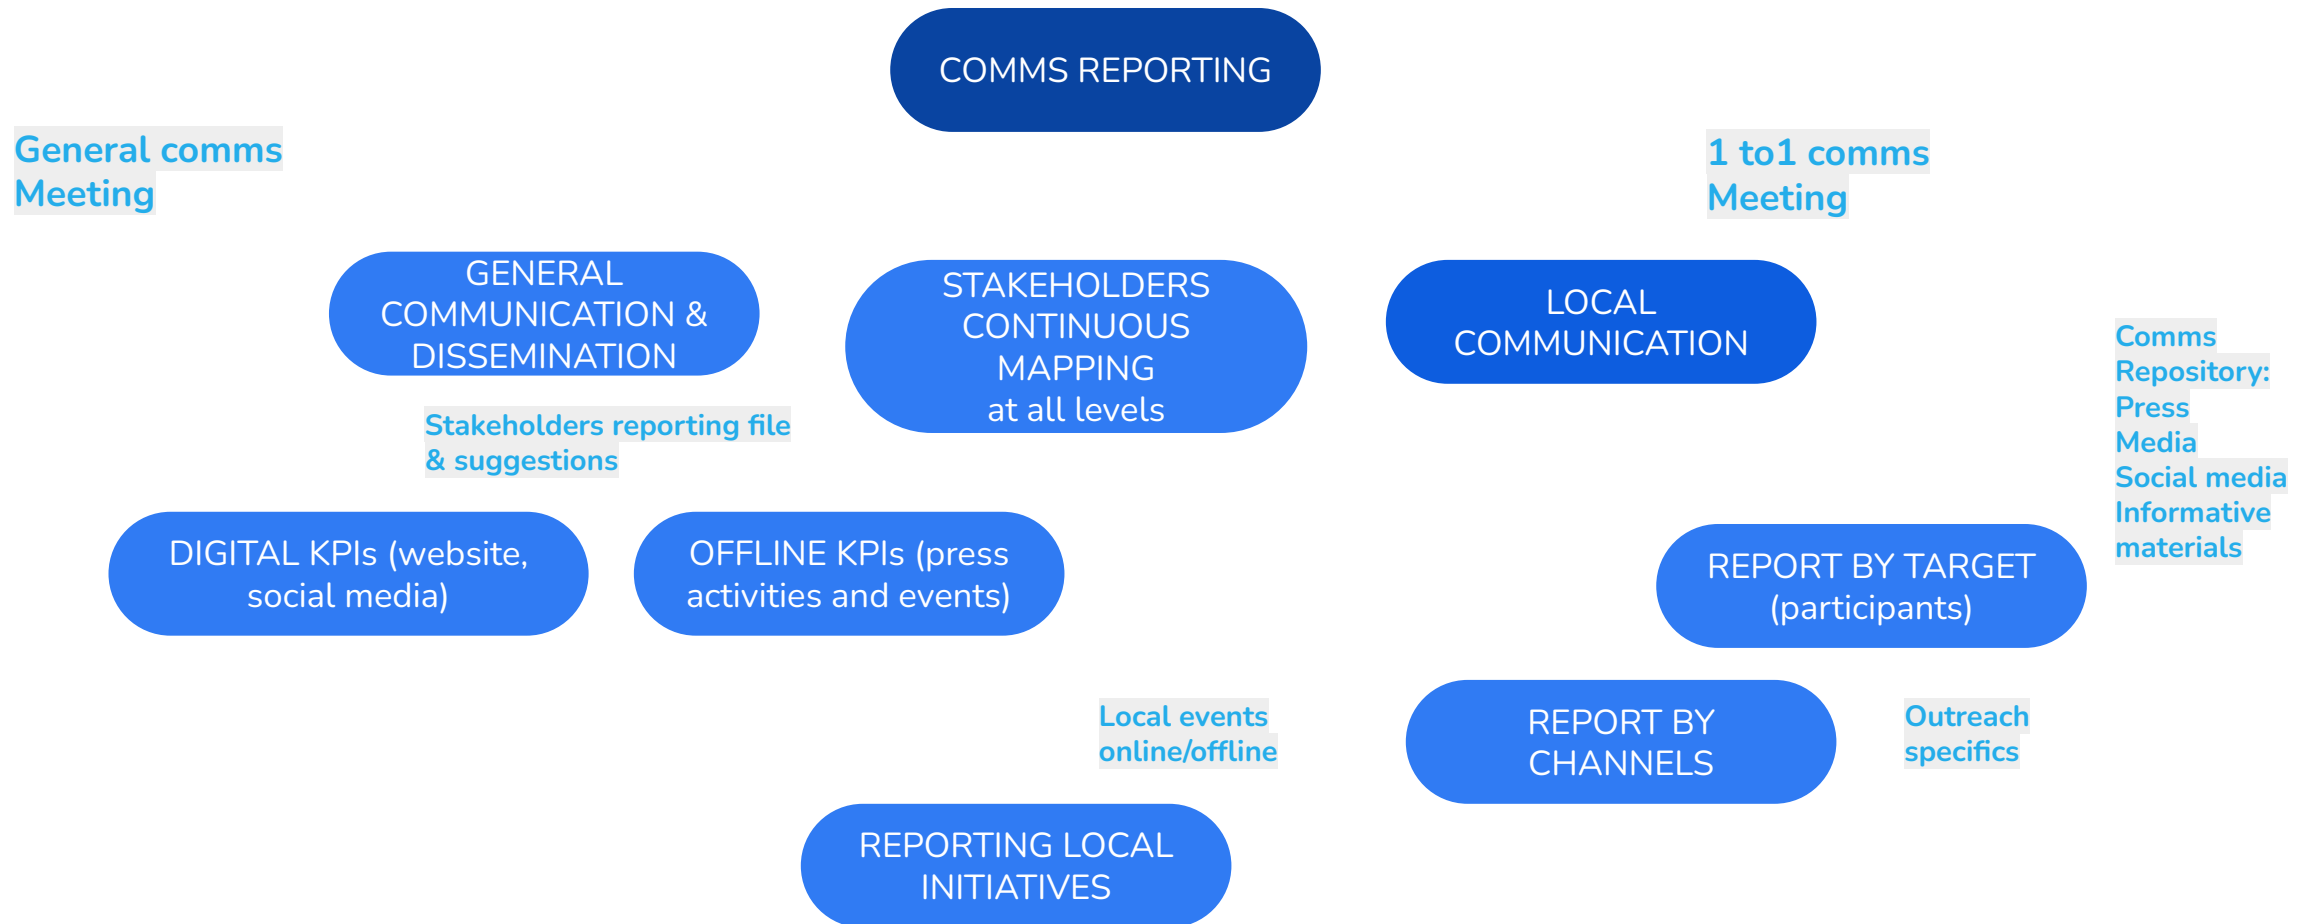 COMMS REPORTING
General comms
Meeting
1 to1 comms
Meeting
GENERAL
COMMUNICATION &
DISSEMINATION
STAKEHOLDERS
CONTINUOUS
MAPPING
at all levels
LOCAL
COMMUNICATION
Comms
Repository:
Press
Media
Social media
Informative
materials
Stakeholders reporting file
& suggestions
DIGITAL KPIs (website,
social media)
OFFLINE KPIs (press
activities and events)
REPORT BY TARGET
(participants)
Local events
online/offline
REPORT BY
CHANNELS
Outreach
specifics
REPORTING LOCAL
INITIATIVES